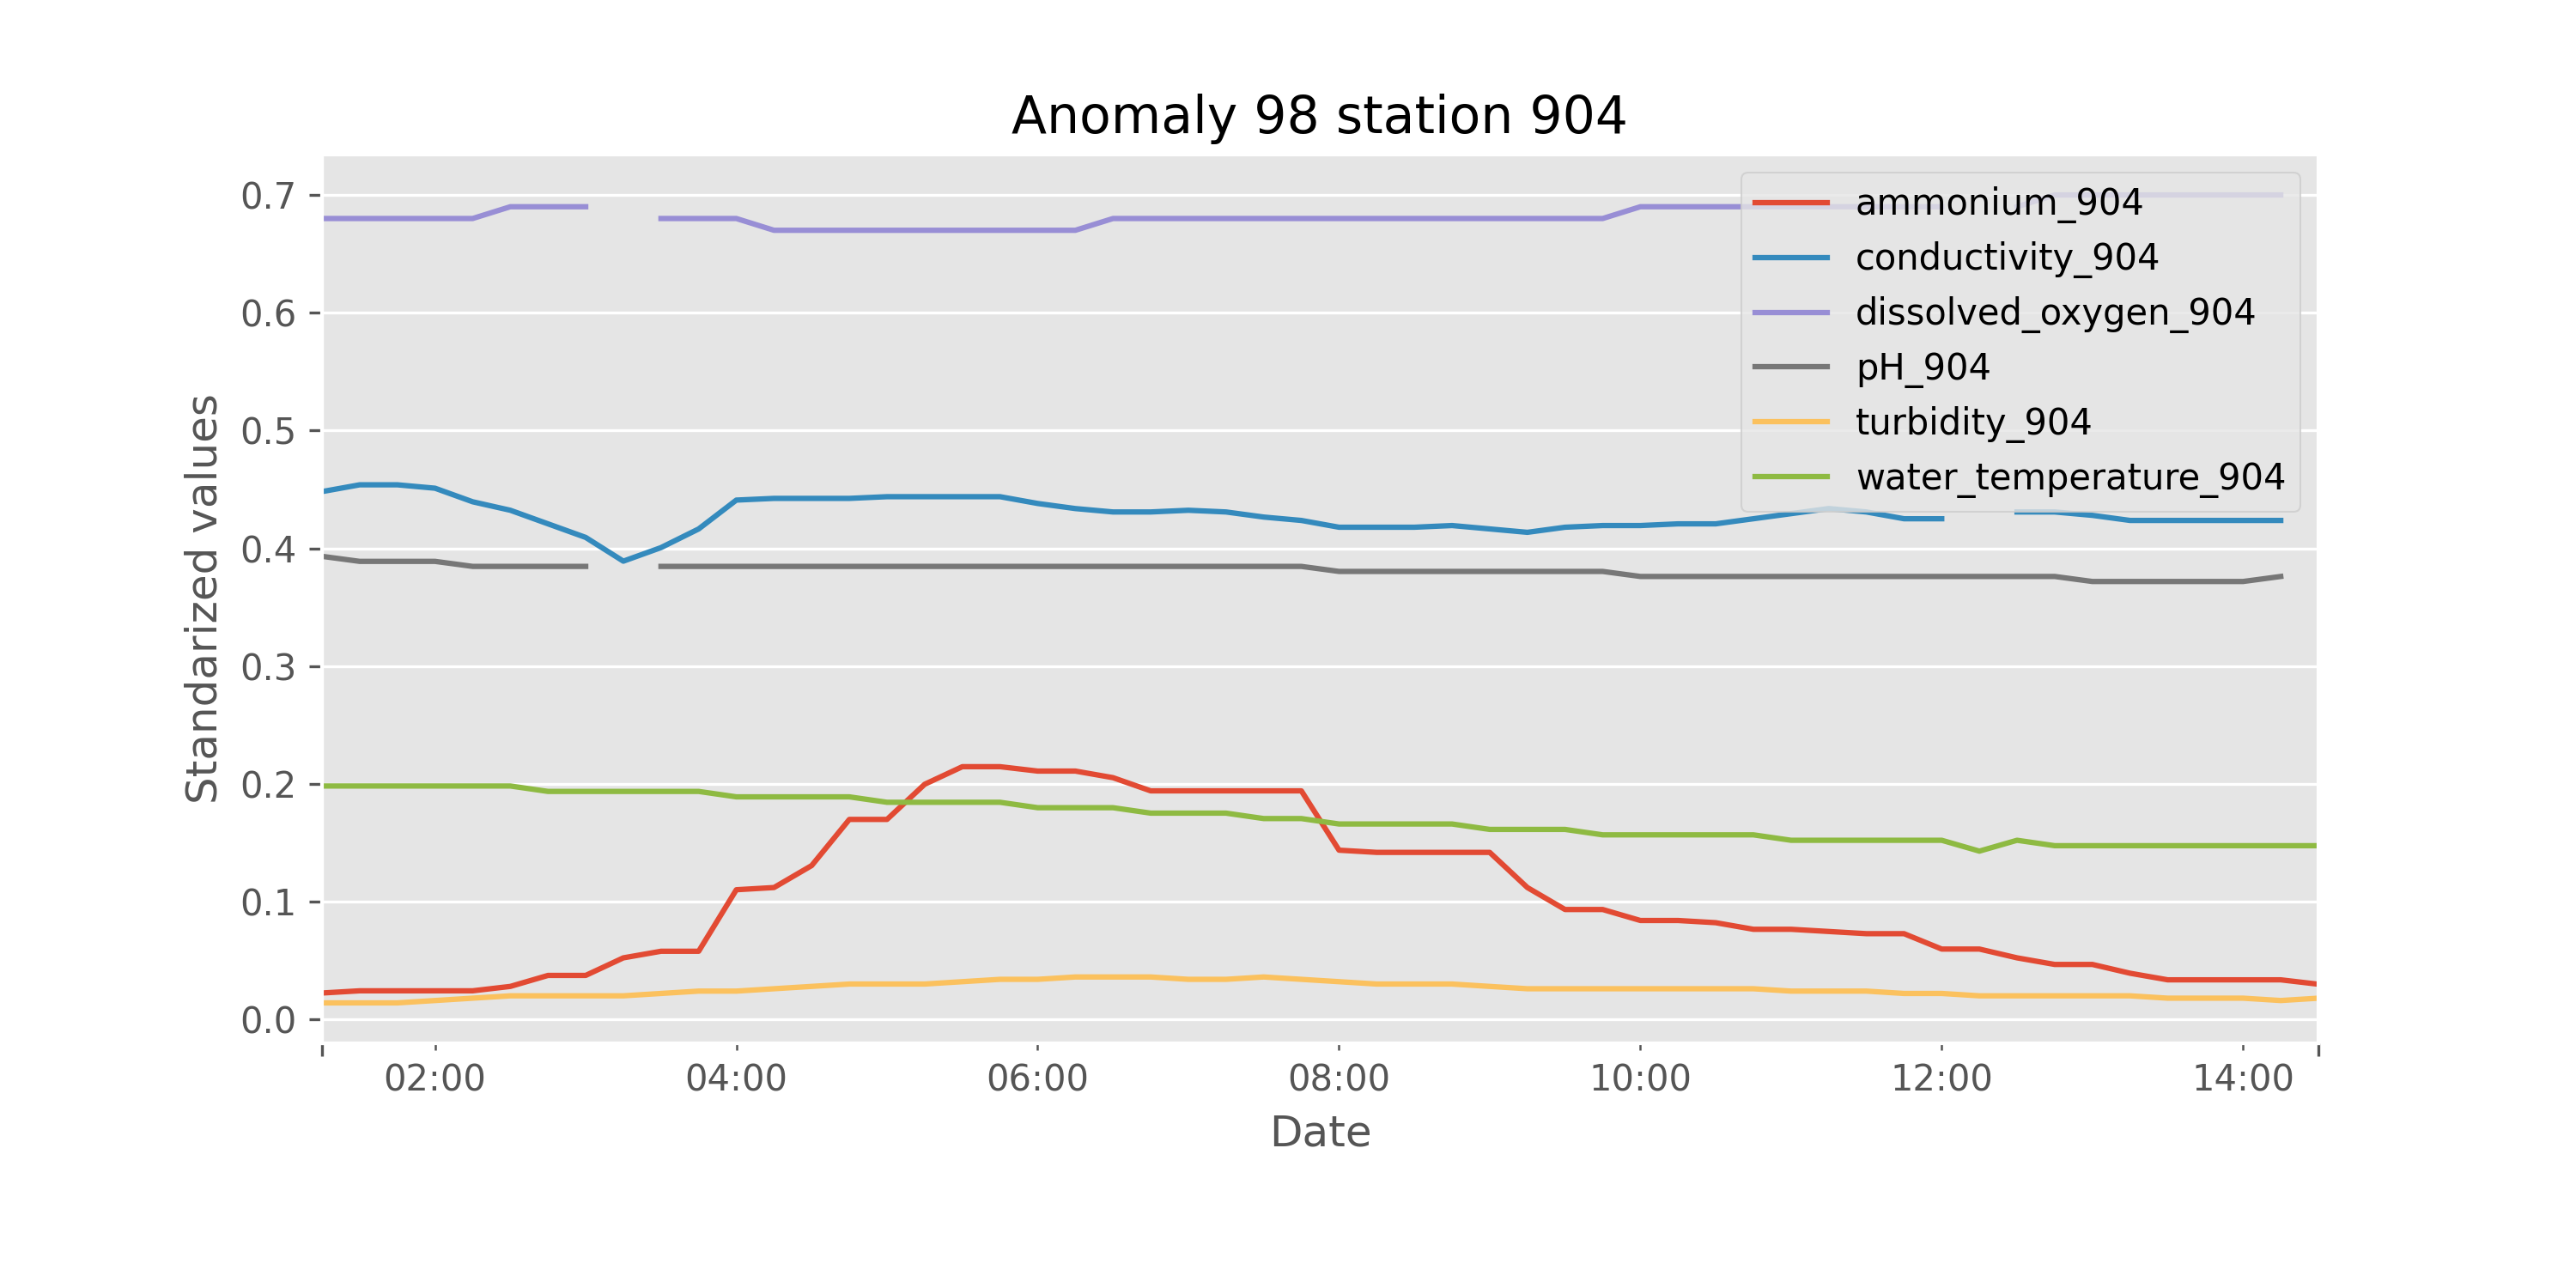 Anomaly 98 station 904
Standarized values
0.7
0.6
0.5
0.4
0.3
0.2
0.1
0.0
ammonium_904
conductivity_904
dissolved_oxygen_904
pH_904
turbidity_904
water_temperature_904
02:00 04:00 06:00 08:00 10:00 12:00 14:00
Date